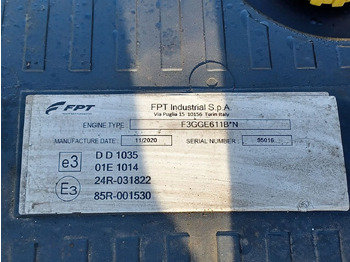 FPT
FPT Industrial S.p.A.
Via Puglia 15 10156 Turin Italy
ENGINE TYPE F3GGE611B*N
MANUFACTURE DATE 11/2020 SERIAL NUMBER 95016
e3 D D 1035
01E 1014
E3 24R-031822
85R-001530